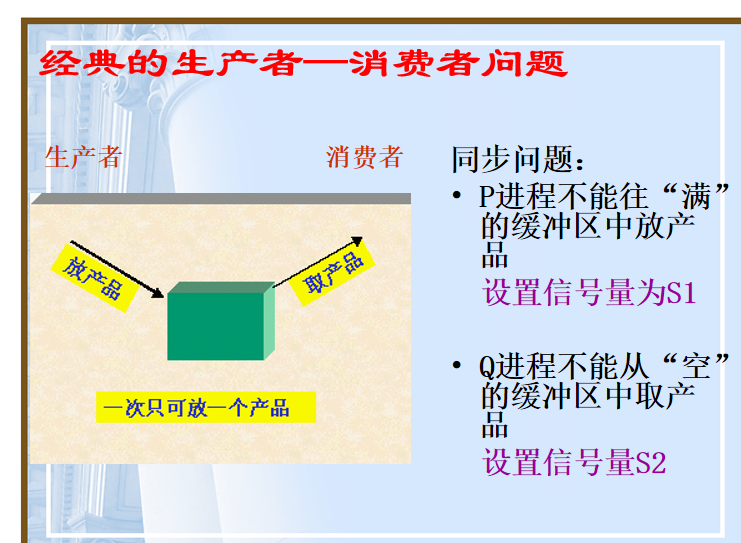 经典的生产者—消费者问题
生产者
消费者
放产品
取产品
一次只可放一个产品
同步问题：
• P进程不能往“满”
的缓冲区中放产
品
设置信号量为S1
• Q进程不能从“空”
的缓冲区中取产
品
设置信号量S2